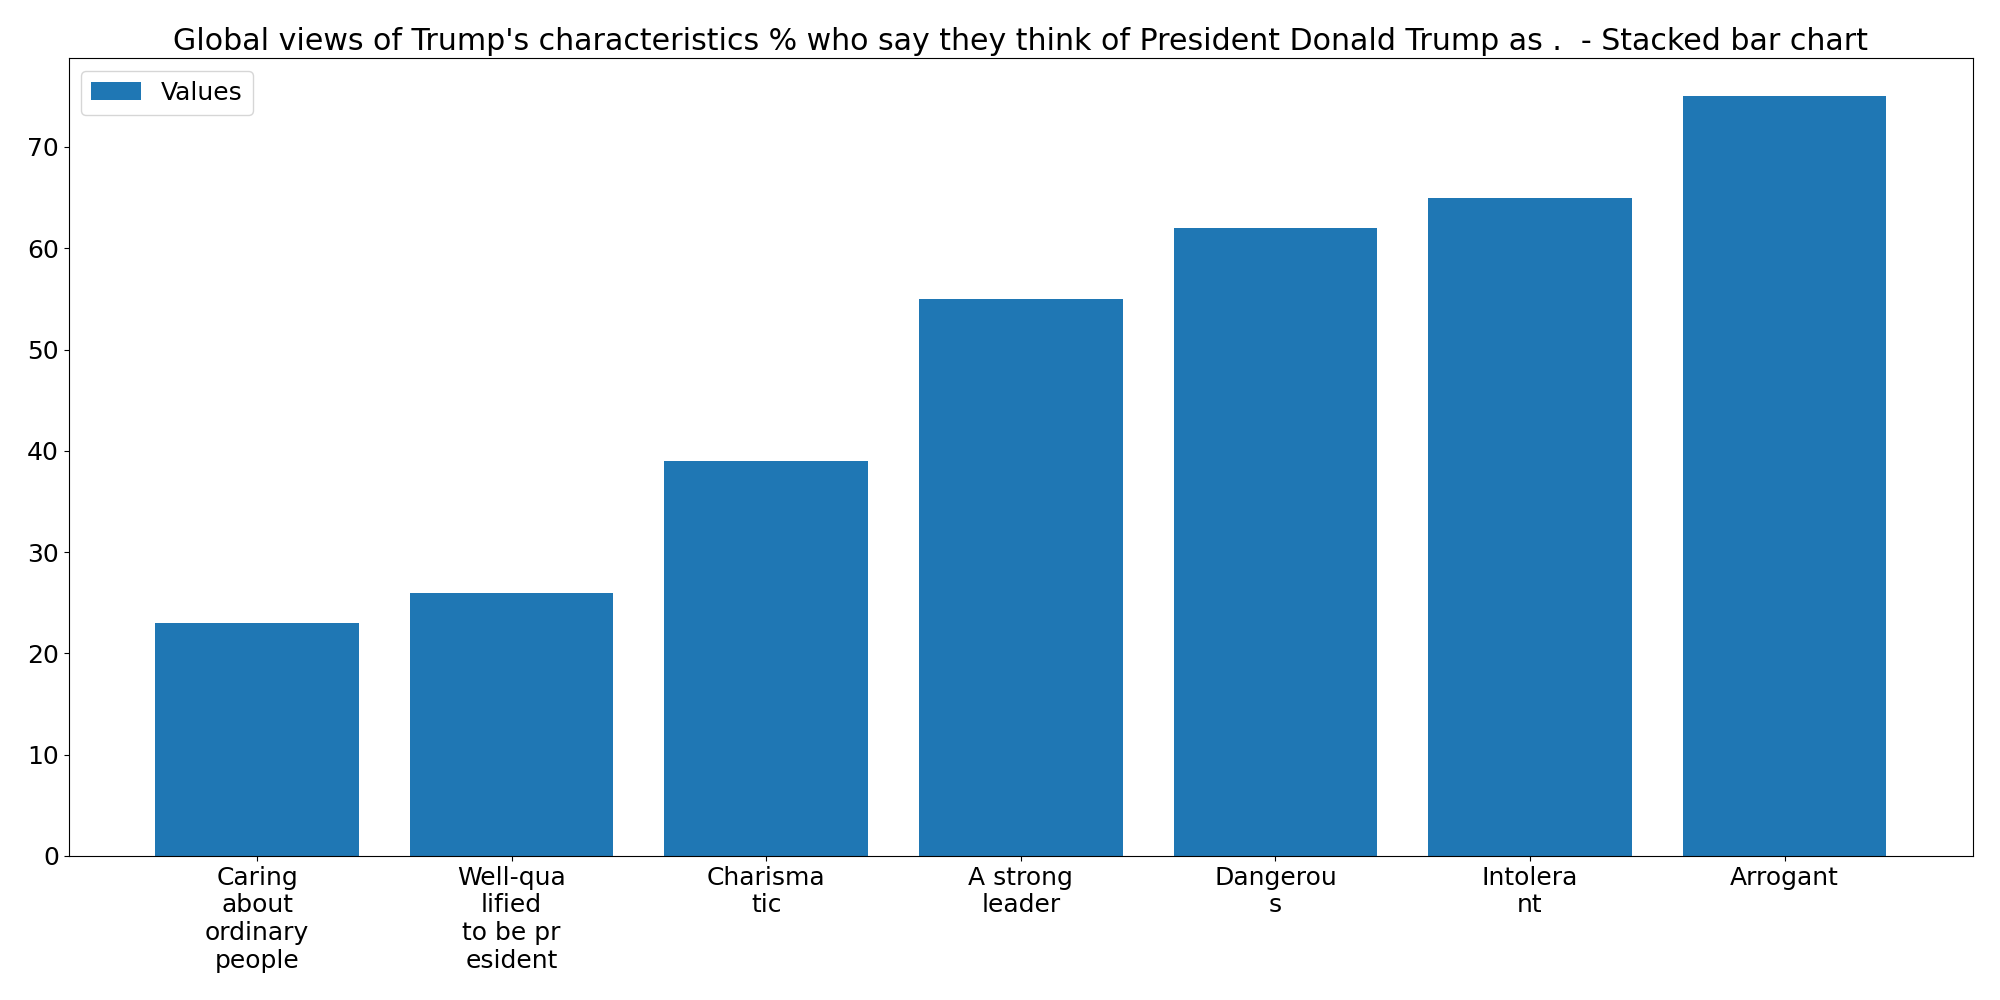 Global views of Trump's characteristics % who say they think of President Donald Trump as .  - Stacked bar chart
Values
70
60
50
40
30
20
10
0
Caring
about
ordinary
people
Well-qua
lified
to be pr
esident
Charisma
tic
A strong
leader
Dangerou
s
Intolera
nt
Arrogant